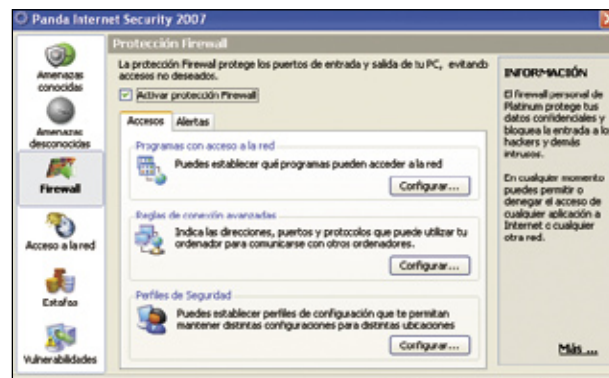 Panda Internet Security 2007
Amenazas
conocidas
Amenazas
desconocidas
Firewall
Acceso a la red
Estafas
Vulnerabilidades
Protección Firewall
La protección Firewall protege los puertos de entrada y salida de tu PC, evitando
accesos no deseados.
Activar protección Firewall
Accesos
Alertas
Programas con acceso a la red
Puedes establecer qué programas pueden acceder a la red
Configurar...
Reglas de conexión avanzadas
Indica las direcciones, puertos y protocolos que puede utilizar tu
ordenador para comunicarse con otros ordenadores.
Configurar...
Perfiles de Seguridad
Puedes establecer perfiles de configuración que te permitan
mantener distintas configuraciones para distintas ubicaciones
Configurar...
INFORMACIÓN
El firewall personal de
Platinum protege tus
datos confidenciales y
bloquea la entrada a lo
hackers y demás
intrusos.
En cualquier momento
puedes permitir o
denegar el acceso de
cualquier aplicación a
Internet o cualquier
otra red.
Más ...